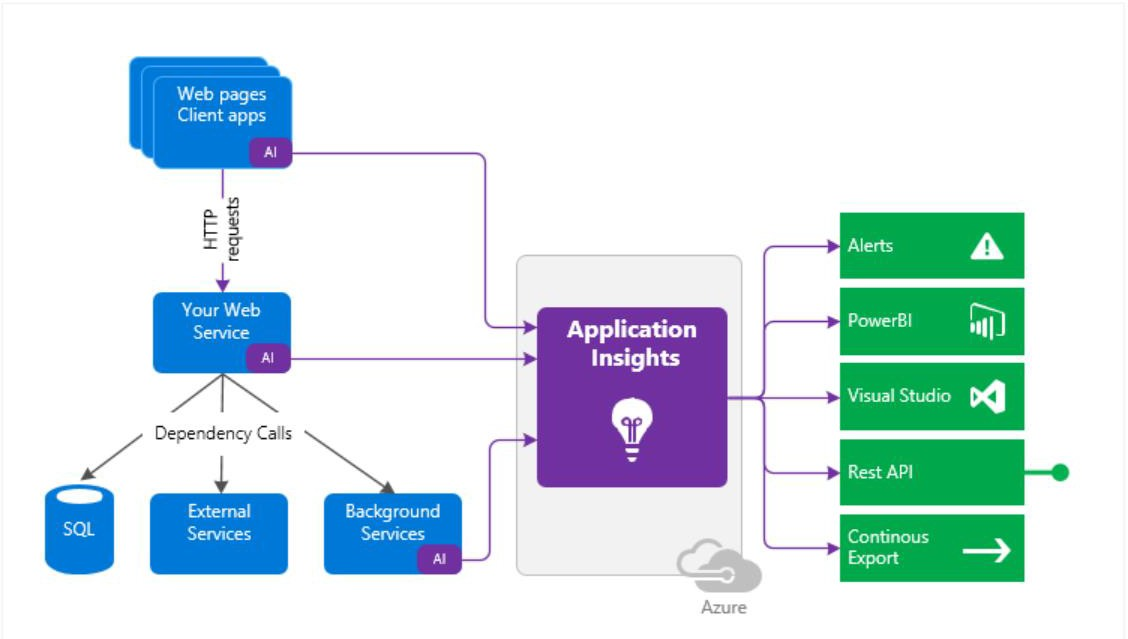 Web pages
Client apps
AI
HTTP
requests
Your Web
Service
AI
Dependency Calls
SQL
External
Services
Background
Services
AI
Application
Insights
Azure
Alerts
PowerBI
Visual Studio
Rest API
Continous
Export